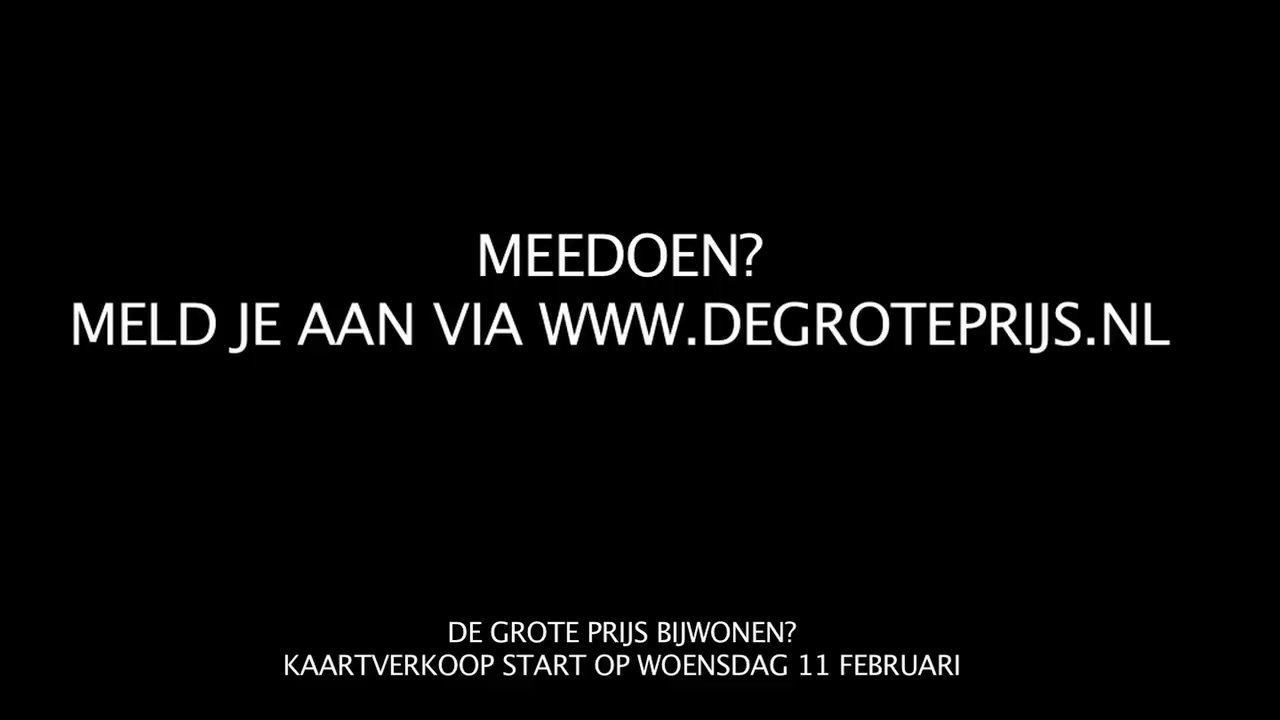 MEEDOEN?
MELD JE AAN VIA WWW.DEGROTEPRIJS.NL
DE GROTE PRIJS BIJWONEN?
KAARTVERKOOP START OP WOENSDAG 11 FEBRUARI